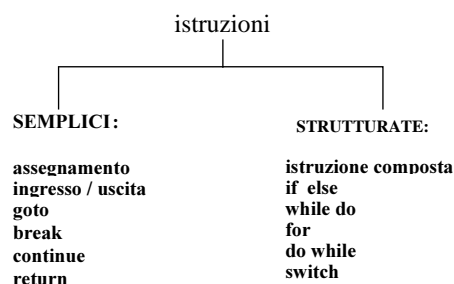 istruzioni
SEMPLICI:
assegnamento
ingresso / uscita
goto
break
continue
return
STRUTTURATE:
istruzione composta
if else
while do
for
do while
switch